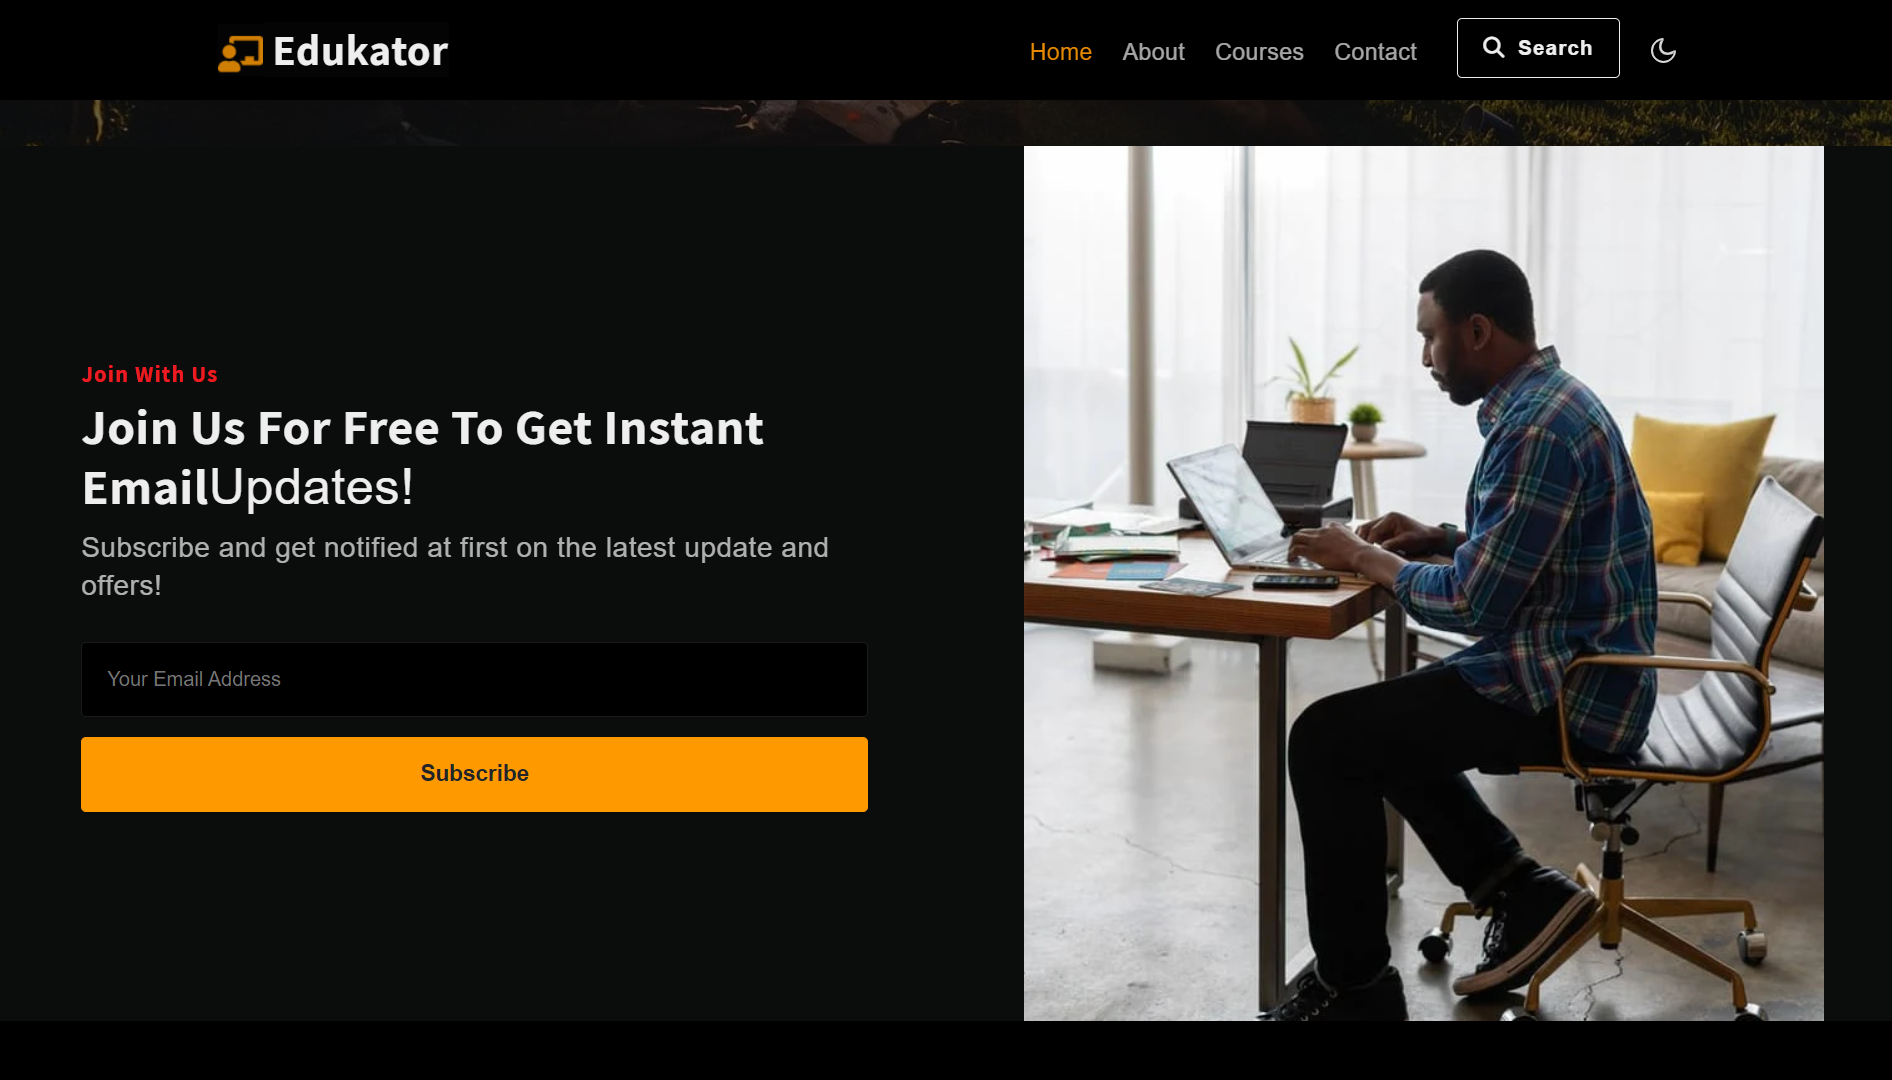 Edukator
Home About Courses Contact Search
Join With Us
Join Us For Free To Get Instant
EmailUpdates!
Subscribe and get notified at first on the latest update and
offers!
Your Email Address
Subscribe